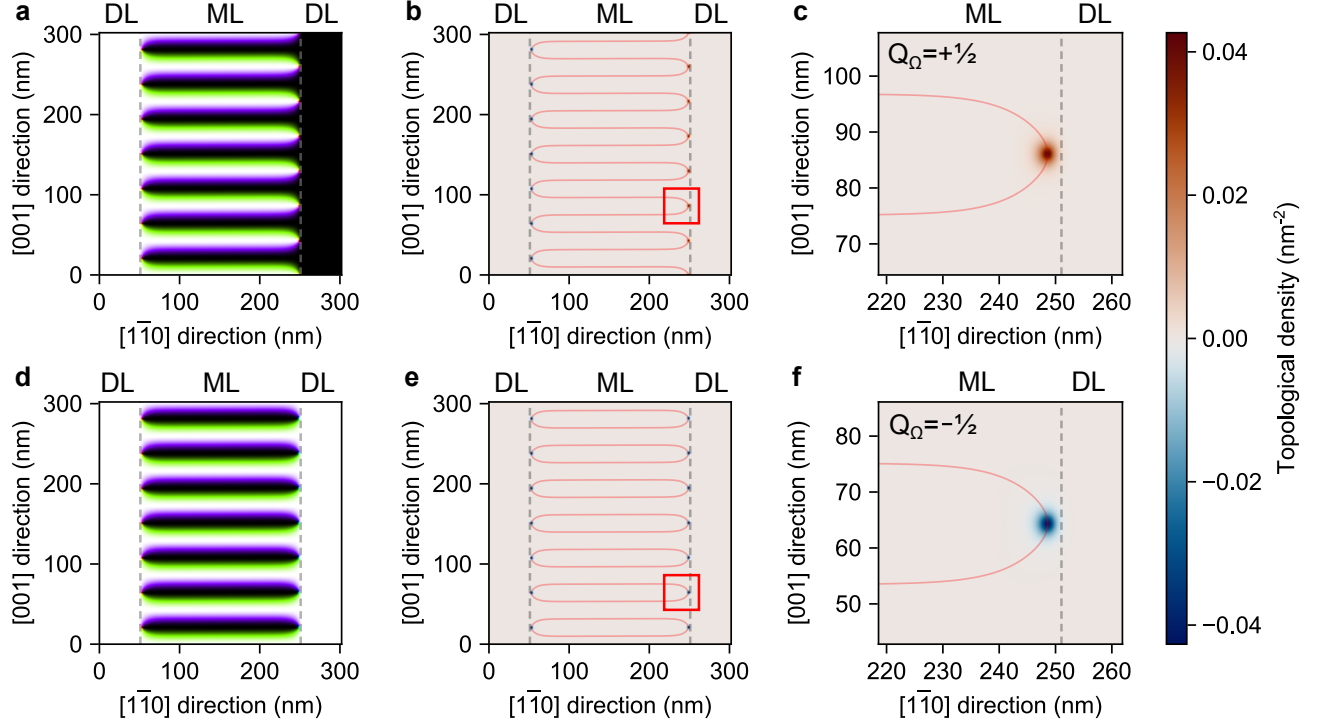 a DL ML DL
[001] direction (nm)
300
200
100
0
0 100 200 300
[11̅0] direction (nm)
b DL ML DL
[001] direction (nm)
300
200
100
0
0 100 200 300
[11̅0] direction (nm)
c ML DL
Q_Ω=+½
[001] direction (nm)
100
90
80
70
220 230 240 250 260
[11̅0] direction (nm)
d DL ML DL
[001] direction (nm)
300
200
100
0
0 100 200 300
[11̅0] direction (nm)
e DL ML DL
[001] direction (nm)
300
200
100
0
0 100 200 300
[11̅0] direction (nm)
f ML DL
Q_Ω=−½
[001] direction (nm)
80
70
60
50
220 230 240 250 260
[11̅0] direction (nm)
0.04
0.02
0.00
−0.02
−0.04
Topological density (nm⁻²)